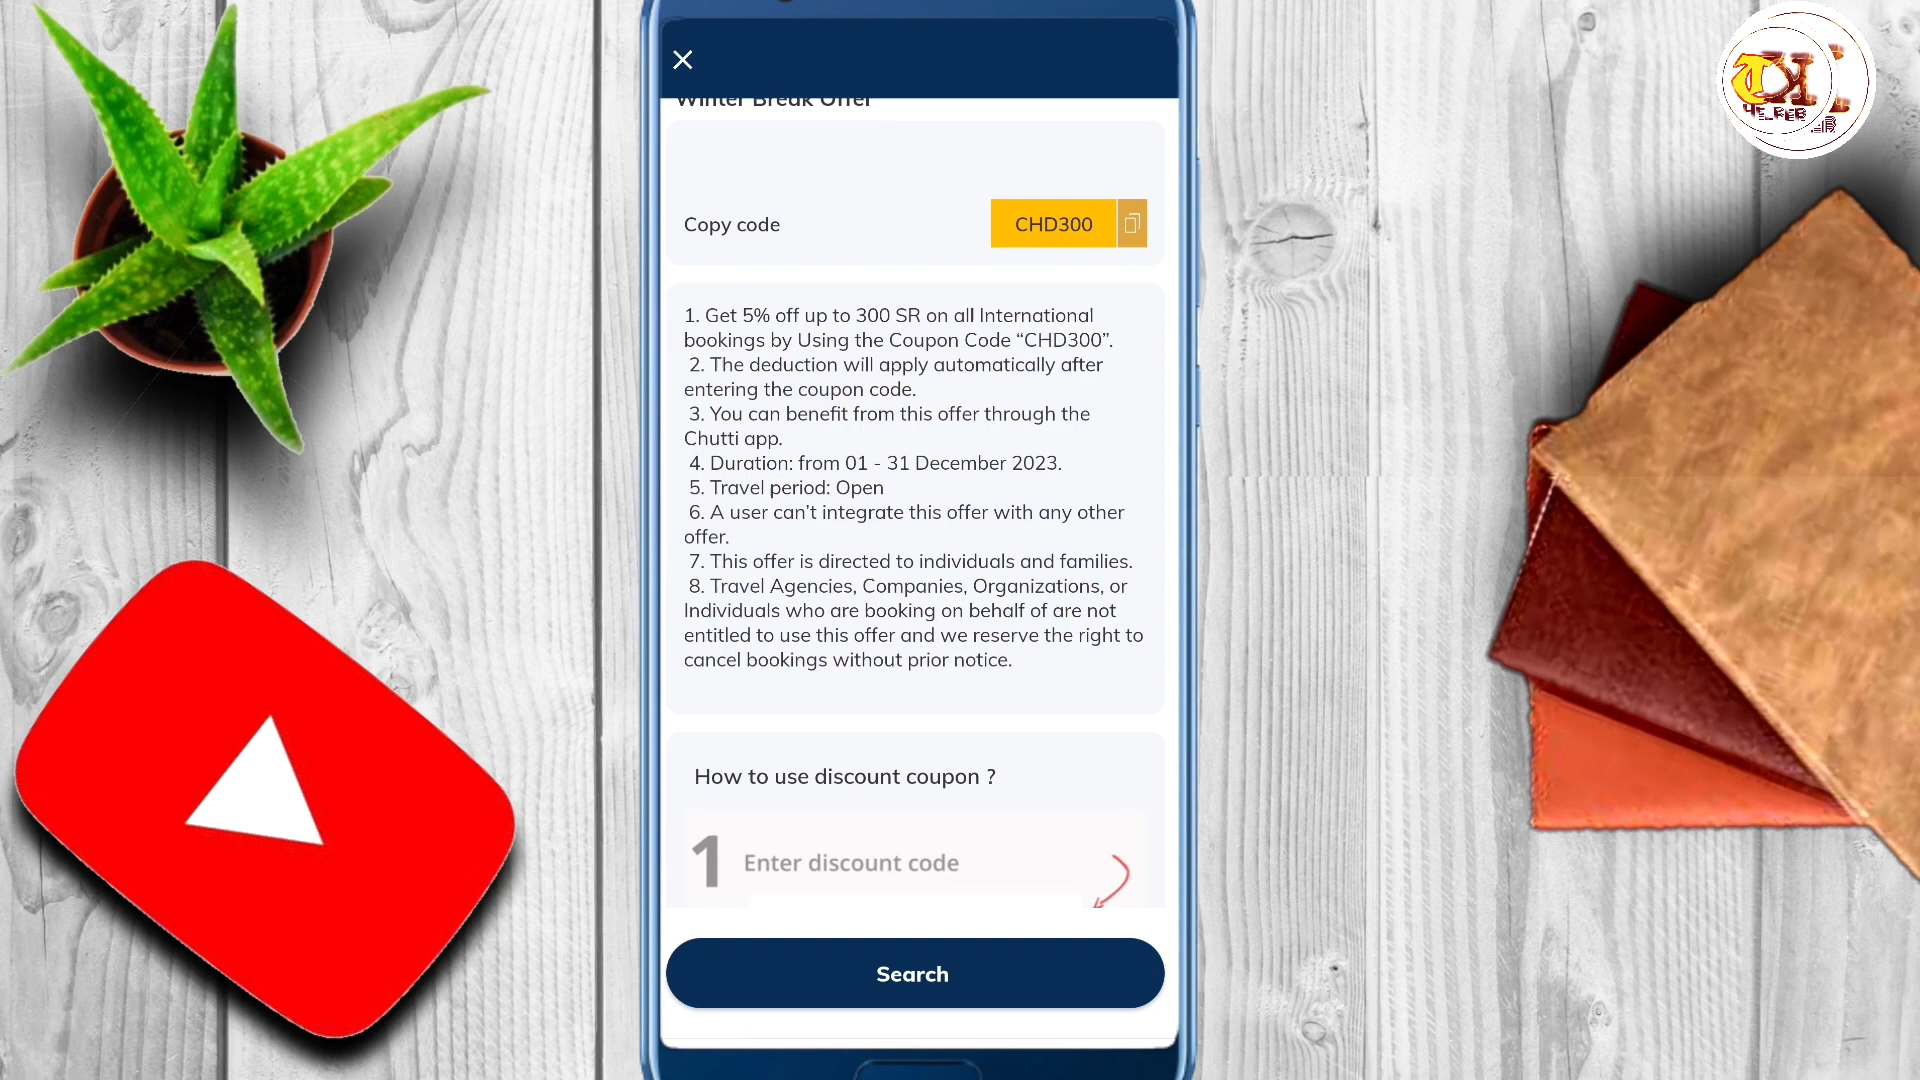 Winter Break Offer
Copy code
CHD300
1. Get 5% off up to 300 SR on all International
bookings by Using the Coupon Code “CHD300”.
2. The deduction will apply automatically after
entering the coupon code.
3. You can benefit from this offer through the
Chutti app.
4. Duration: from 01 - 31 December 2023.
5. Travel period: Open
6. A user can’t integrate this offer with any other
offer.
7. This offer is directed to individuals and families.
8. Travel Agencies, Companies, Organizations, or
Individuals who are booking on behalf of are not
entitled to use this offer and we reserve the right to
cancel bookings without prior notice.
How to use discount coupon ?
1 Enter discount code
Search